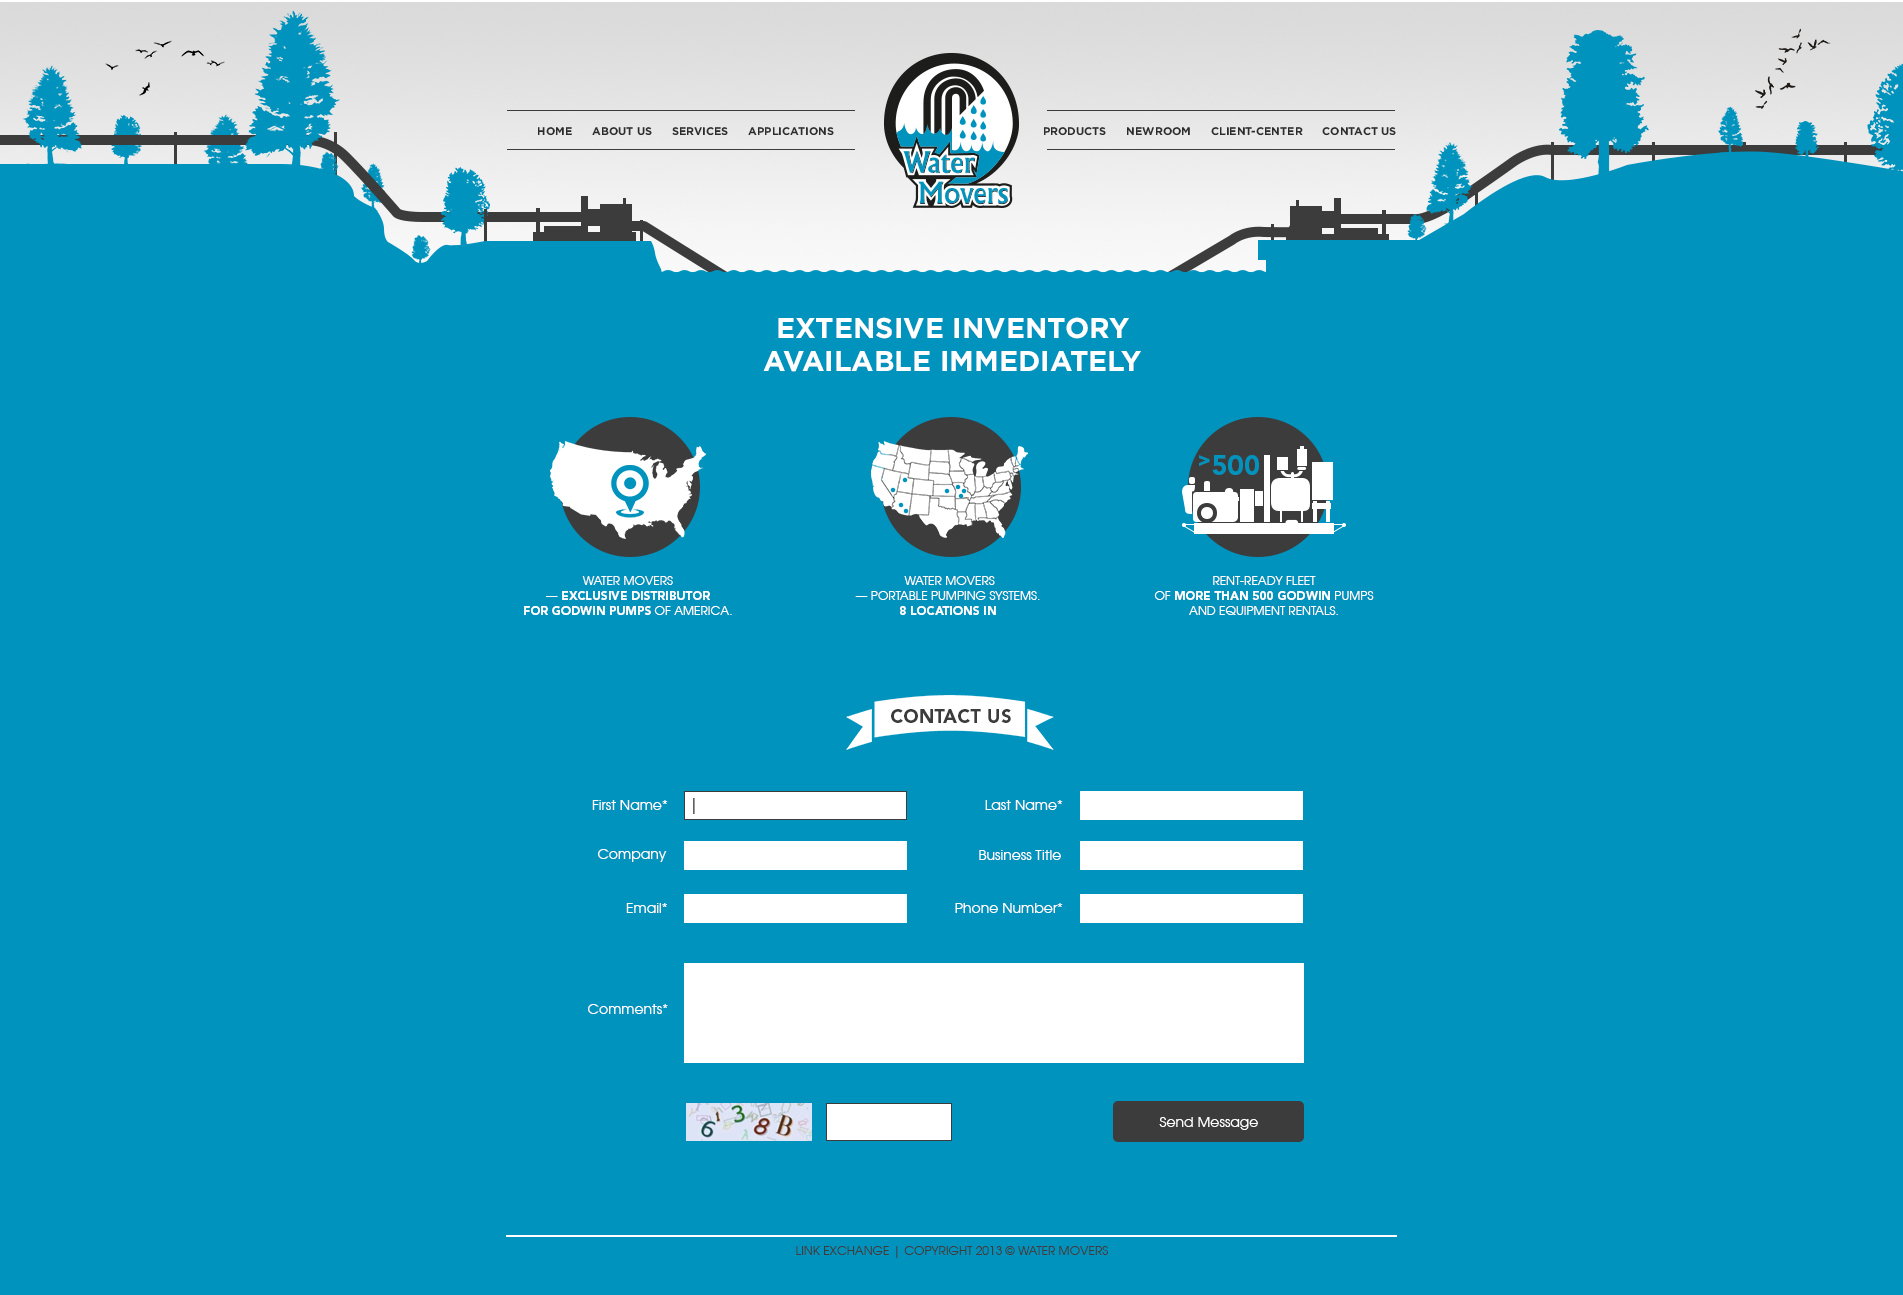 HOME ABOUT US SERVICES APPLICATIONS
Water
Movers
PRODUCTS NEWROOM CLIENT-CENTER CONTACT US
EXTENSIVE INVENTORY
AVAILABLE IMMEDIATELY
WATER MOVERS
— EXCLUSIVE DISTRIBUTOR
FOR GODWIN PUMPS OF AMERICA.
WATER MOVERS
— PORTABLE PUMPING SYSTEMS.
8 LOCATIONS IN
>500
RENT-READY FLEET
OF MORE THAN 500 GODWIN PUMPS
AND EQUIPMENT RENTALS.
CONTACT US
First Name*
Last Name*
Company
Business Title
Email*
Phone Number*
Comments*
6 1 3 8 B
Send Message
LINK EXCHANGE | COPYRIGHT 2013 © WATER MOVERS